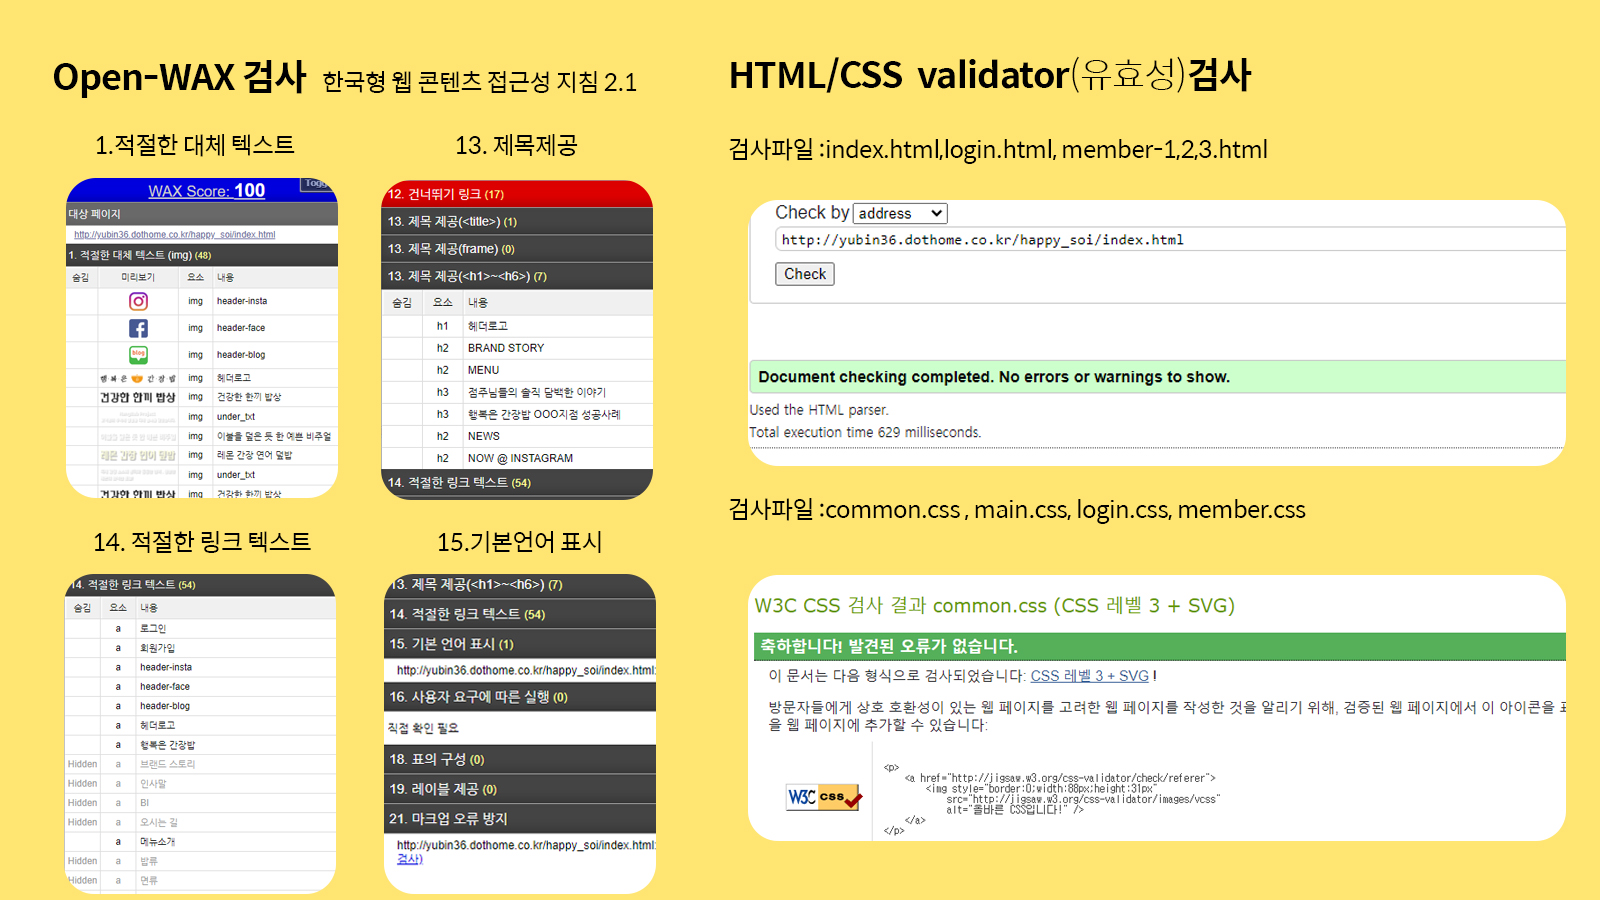 Open-WAX 검사 한국형 웹 콘텐츠 접근성 지침 2.1
1.적절한 대체 텍스트
WAX Score: 100
Togg
대상 페이지
http://yubin36.dothome.co.kr/happy_soi/index.html
1. 적절한 대체 텍스트 (img) (48)
숨김 미리보기 요소 내용
img header-insta
img header-face
blog img header-blog
행복은 간장밥 img 헤더로고
건강한 한끼 밥상 img 건강한 한끼 밥상
img under_txt
img 이불을 덮은 듯 한 예쁜 비주얼
레몬 간장 연어 덮밥 img 레몬 간장 연어 덮밥
img under_txt
건강한 한끼 밥상 img 건강한 한끼 밥상
13. 제목제공
12. 건너뛰기 링크 (17)
13. 제목 제공(<title>) (1)
13. 제목 제공(frame) (0)
13. 제목 제공(<h1>~<h6>) (7)
숨김 요소 내용
h1 헤더로고
h2 BRAND STORY
h2 MENU
h3 점주님들의 솔직 담백한 이야기
h3 행복은 간장밥 OOO지점 성공사례
h2 NEWS
h2 NOW @ INSTAGRAM
14. 적절한 링크 텍스트 (54)
14. 적절한 링크 텍스트
14. 적절한 링크 텍스트 (54)
숨김 요소 내용
a 로그인
a 회원가입
a header-insta
a header-face
a header-blog
a 헤더로고
a 행복은 간장밥
Hidden a 브랜드 스토리
Hidden a 인사말
Hidden a BI
Hidden a 오시는 길
a 메뉴소개
Hidden a 밥류
Hidden a 면류
15.기본언어 표시
13. 제목 제공(<h1>~<h6>) (7)
14. 적절한 링크 텍스트 (54)
15. 기본 언어 표시 (1)
http://yubin36.dothome.co.kr/happy_soi/index.html:
16. 사용자 요구에 따른 실행 (0)
직접 확인 필요
18. 표의 구성 (0)
19. 레이블 제공 (0)
21. 마크업 오류 방지
http://yubin36.dothome.co.kr/happy_soi/index.html:
검사)
HTML/CSS validator(유효성)검사
검사파일 :index.html,login.html, member-1,2,3.html
Check by address
http://yubin36.dothome.co.kr/happy_soi/index.html
Check
Document checking completed. No errors or warnings to show.
Used the HTML parser.
Total execution time 629 milliseconds.
검사파일 :common.css , main.css, login.css, member.css
W3C CSS 검사 결과 common.css (CSS 레벨 3 + SVG)
축하합니다! 발견된 오류가 없습니다.
이 문서는 다음 형식으로 검사되었습니다: CSS 레벨 3 + SVG !
방문자들에게 상호 호환성이 있는 웹 페이지를 고려한 웹 페이지를 작성한 것을 알리기 위해, 검증된 웹 페이지에서 이 아이콘을 표
을 웹 페이지에 추가할 수 있습니다:
W3C css
<p>
<a href="http://jigsaw.w3.org/css-validator/check/referer">
<img style="border:0;width:88px;height:31px"
src="http://jigsaw.w3.org/css-validator/images/vcss"
alt="올바른 CSS입니다!" />
</a>
</p>